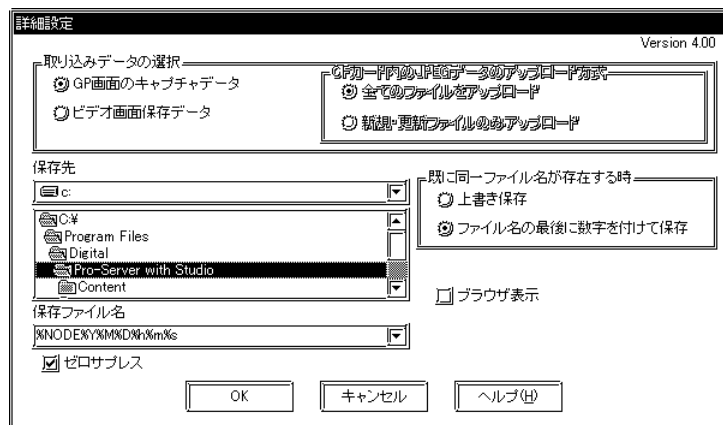 詳細設定
Version 4.00
取り込みデータの選択
GP画面のキャプチャデータ
ビデオ画面保存データ
CFカード内のJPEGデータのアップロード方式
全てのファイルをアップロード
新規・更新ファイルのみアップロード
保存先
c:
C:¥
Program Files
Digital
Pro-Server with Studio
Content
既に同一ファイル名が存在する時
上書き保存
ファイル名の最後に数字を付けて保存
ブラウザ表示
保存ファイル名
%NODE%Y%M%D%h%m%s
ゼロサプレス
OK
キャンセル
ヘルプ(H)